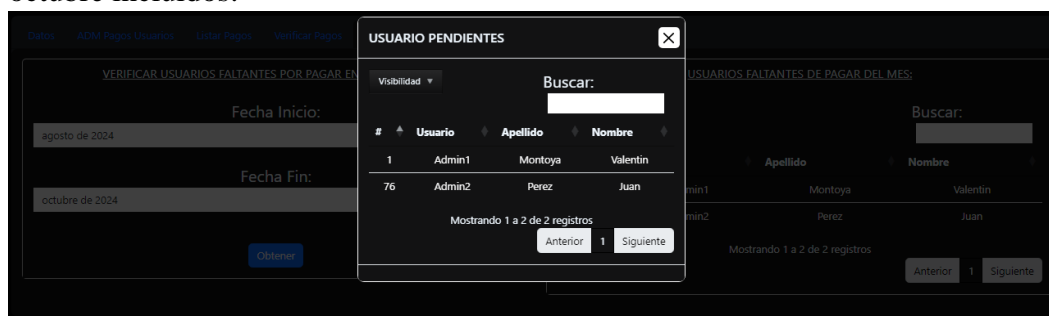 octubre incluidos.
Datos ADM Pagos Usuarios Listar Pagos Verificar Pagos
VERIFICAR USUARIOS FALTANTES POR PAGAR EN
Fecha Inicio:
agosto de 2024
Fecha Fin:
octubre de 2024
Obtener
USUARIO PENDIENTES
Visibilidad
Buscar:
# Usuario Apellido Nombre
1 Admin1 Montoya Valentin
76 Admin2 Perez Juan
Mostrando 1 a 2 de 2 registros
Anterior 1 Siguiente
USUARIOS FALTANTES DE PAGAR DEL MES:
Buscar:
Apellido Nombre
min1 Montoya Valentin
min2 Perez Juan
Mostrando 1 a 2 de 2 registros
Anterior 1 Siguiente